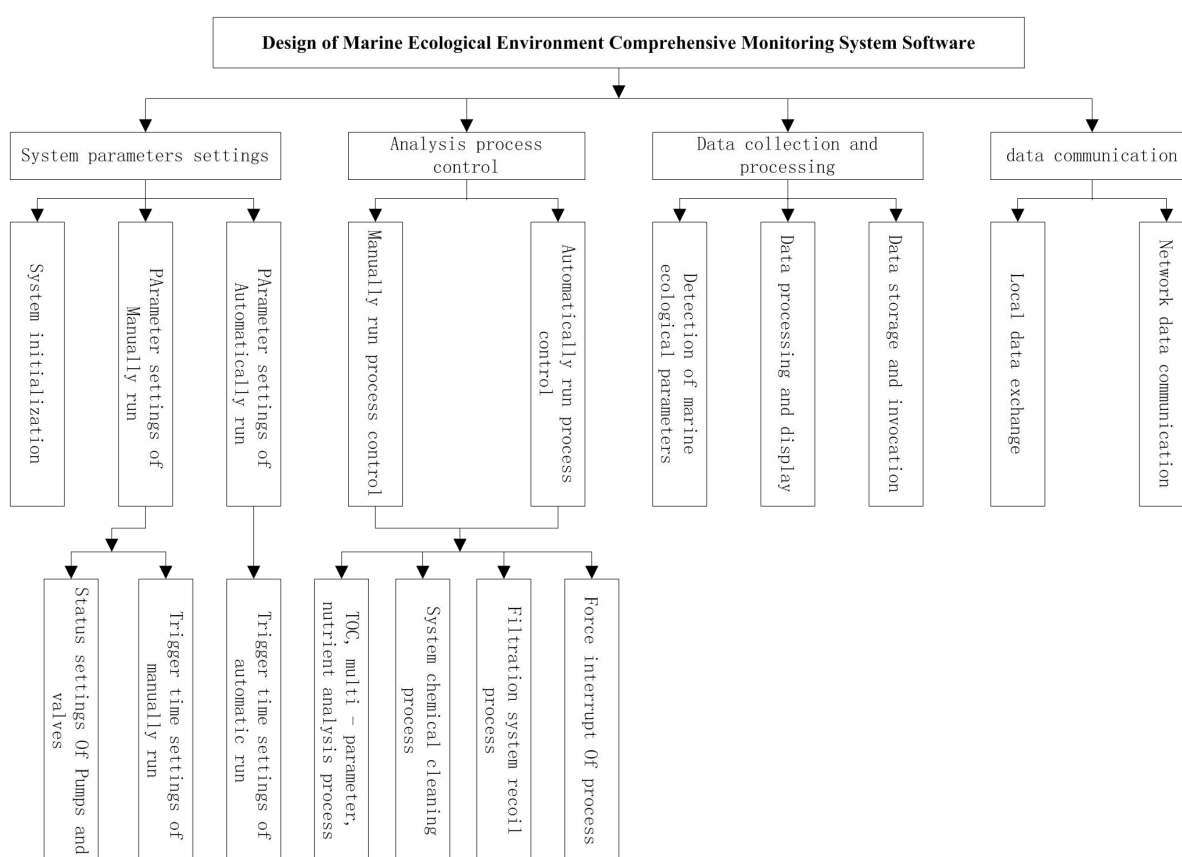 Design of Marine Ecological Environment Comprehensive Monitoring System Software
System parameters settings
Analysis process
control
Data collection and
processing
data communication
System initialization
PArameter settings of
Manually run
PArameter settings of
Automatically run
Manually run process control
Automatically run process
control
Detection of marine
ecological parameters
Data processing and display
Data storage and invocation
Local data exchange
Network data communication
Status settings Of Pumps and
valves
Trigger time settings of
manually run
Trigger time settings of
automatic run
TOC, multi - parameter,
nutrient analysis process
System chemical cleaning
process
Filtration system recoil
process
Force interrupt Of process